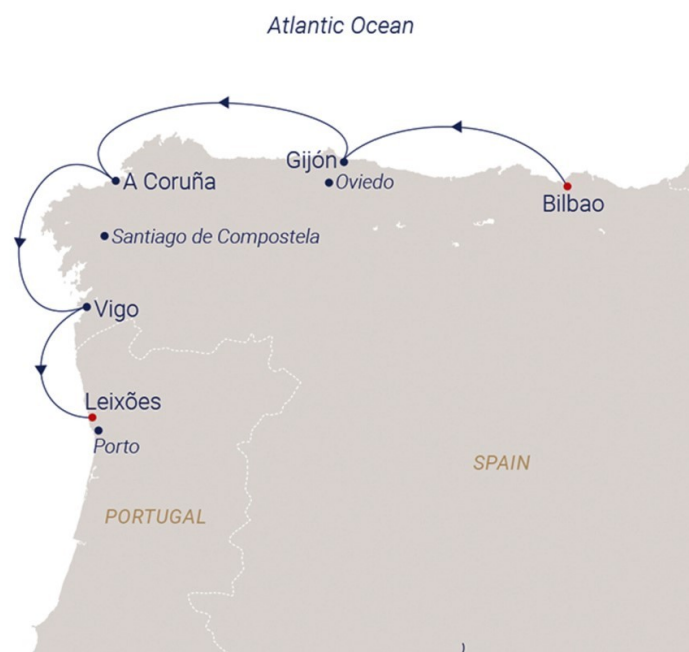 Atlantic Ocean
Gijón
Oviedo
A Coruña
Bilbao
Santiago de Compostela
Vigo
Leixões
Porto
SPAIN
PORTUGAL